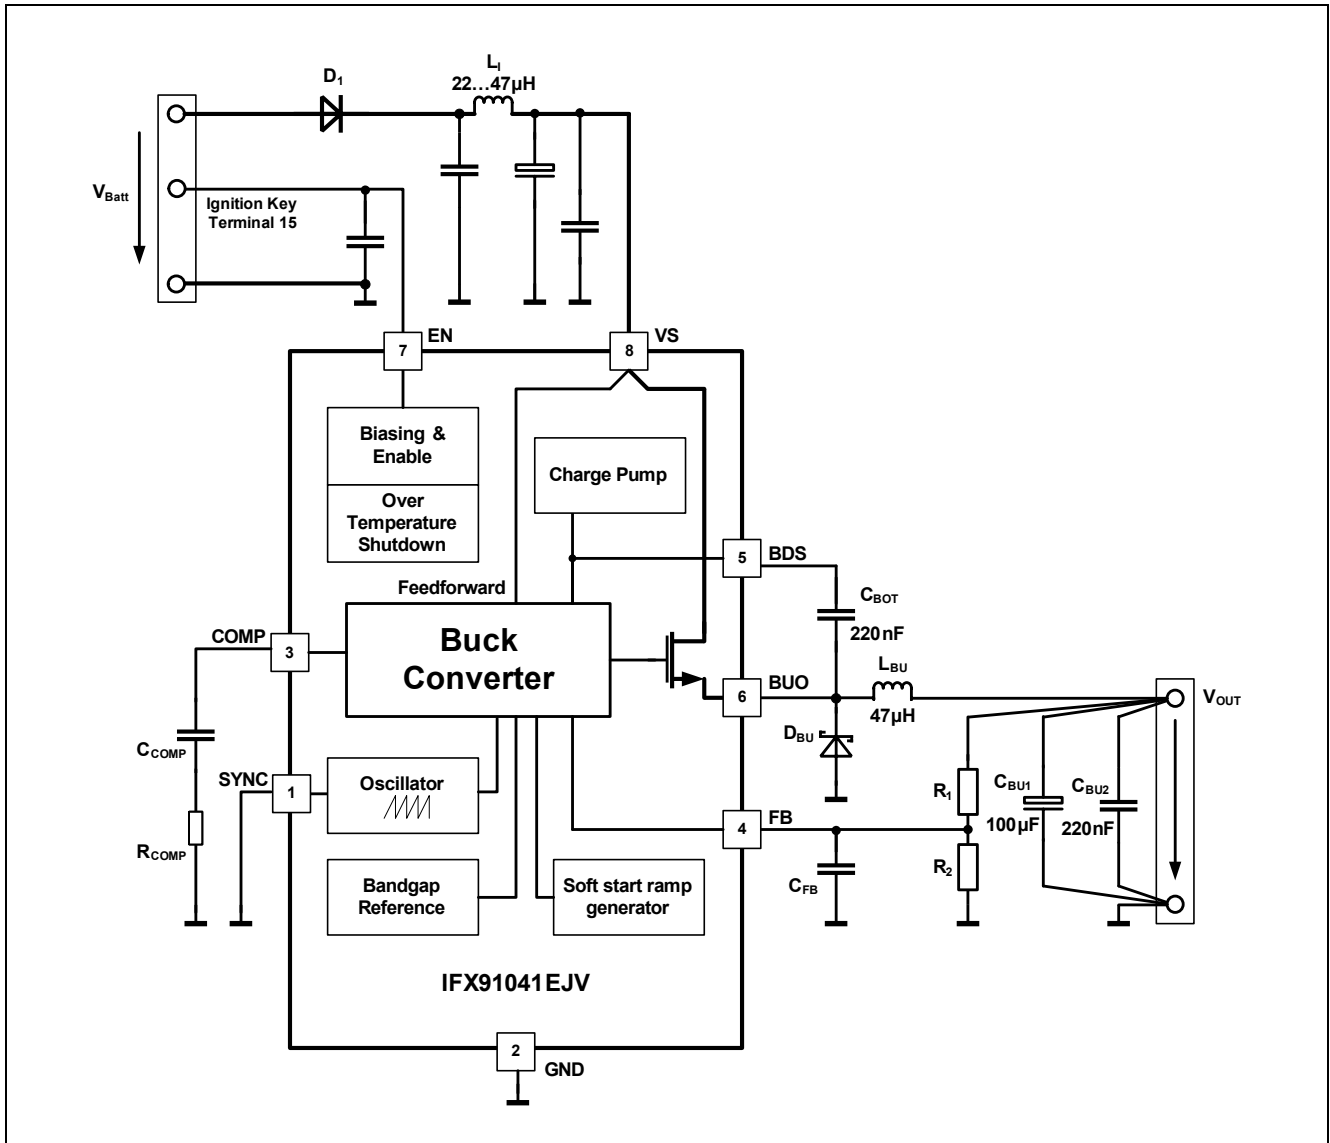 D1
LI
22...47µH
VBatt
Ignition Key
Terminal 15
7
EN
8
VS
Biasing &
Enable
Over
Temperature
Shutdown
Charge Pump
5
BDS
Feedforward
CBOT
220nF
COMP
3
Buck
Converter
6
BUO
LBU
47µH
VOUT
DBU
CCOMP
SYNC
1
Oscillator
R1
CBU1
100µF
CBU2
220nF
4
FB
RCOMP
Bandgap
Reference
Soft start ramp
generator
CFB
R2
IFX91041EJV
2
GND